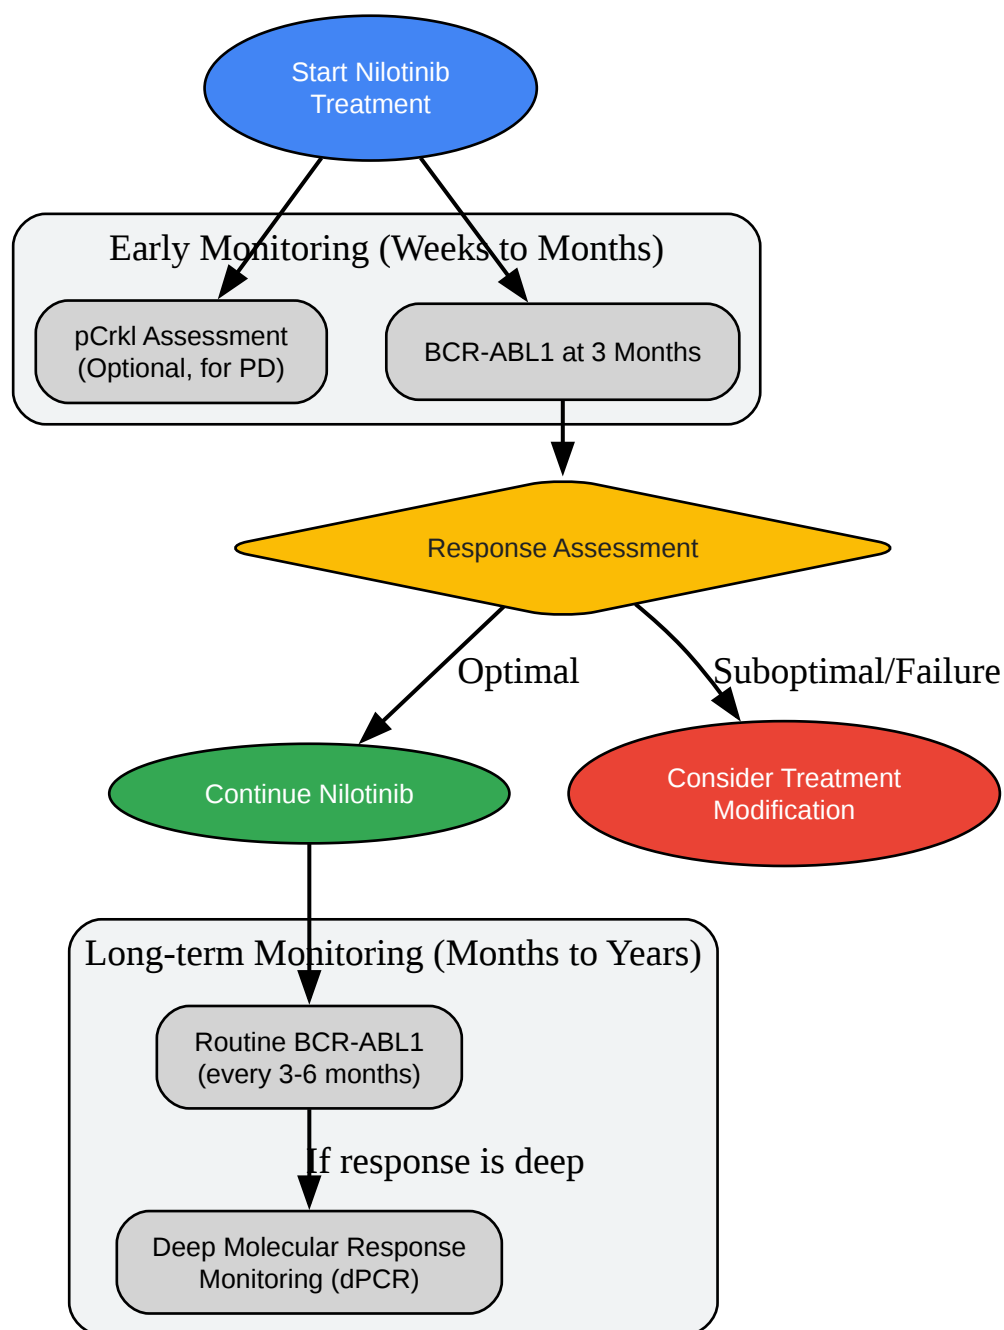 Start Nilotinib
Treatment
Early Monitoring (Weeks to Months)
pCrkl Assessment
(Optional, for PD)
BCR-ABL1 at 3 Months
Response Assessment
Optimal
Suboptimal/Failure
Continue Nilotinib
Consider Treatment
Modification
Long-term Monitoring (Months to Years)
Routine BCR-ABL1
(every 3-6 months)
If response is deep
Deep Molecular Response
Monitoring (dPCR)